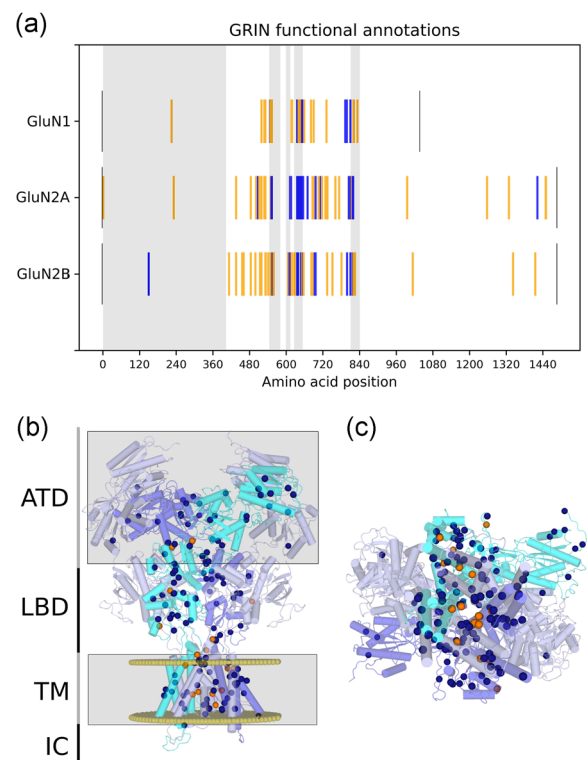 (a)
GRIN functional annotations
GluN1
GluN2A
GluN2B
0 120 240 360 480 600 720 840 960 1080 1200 1320 1440
Amino acid position
(b)
(c)
ATD
LBD
TM
IC